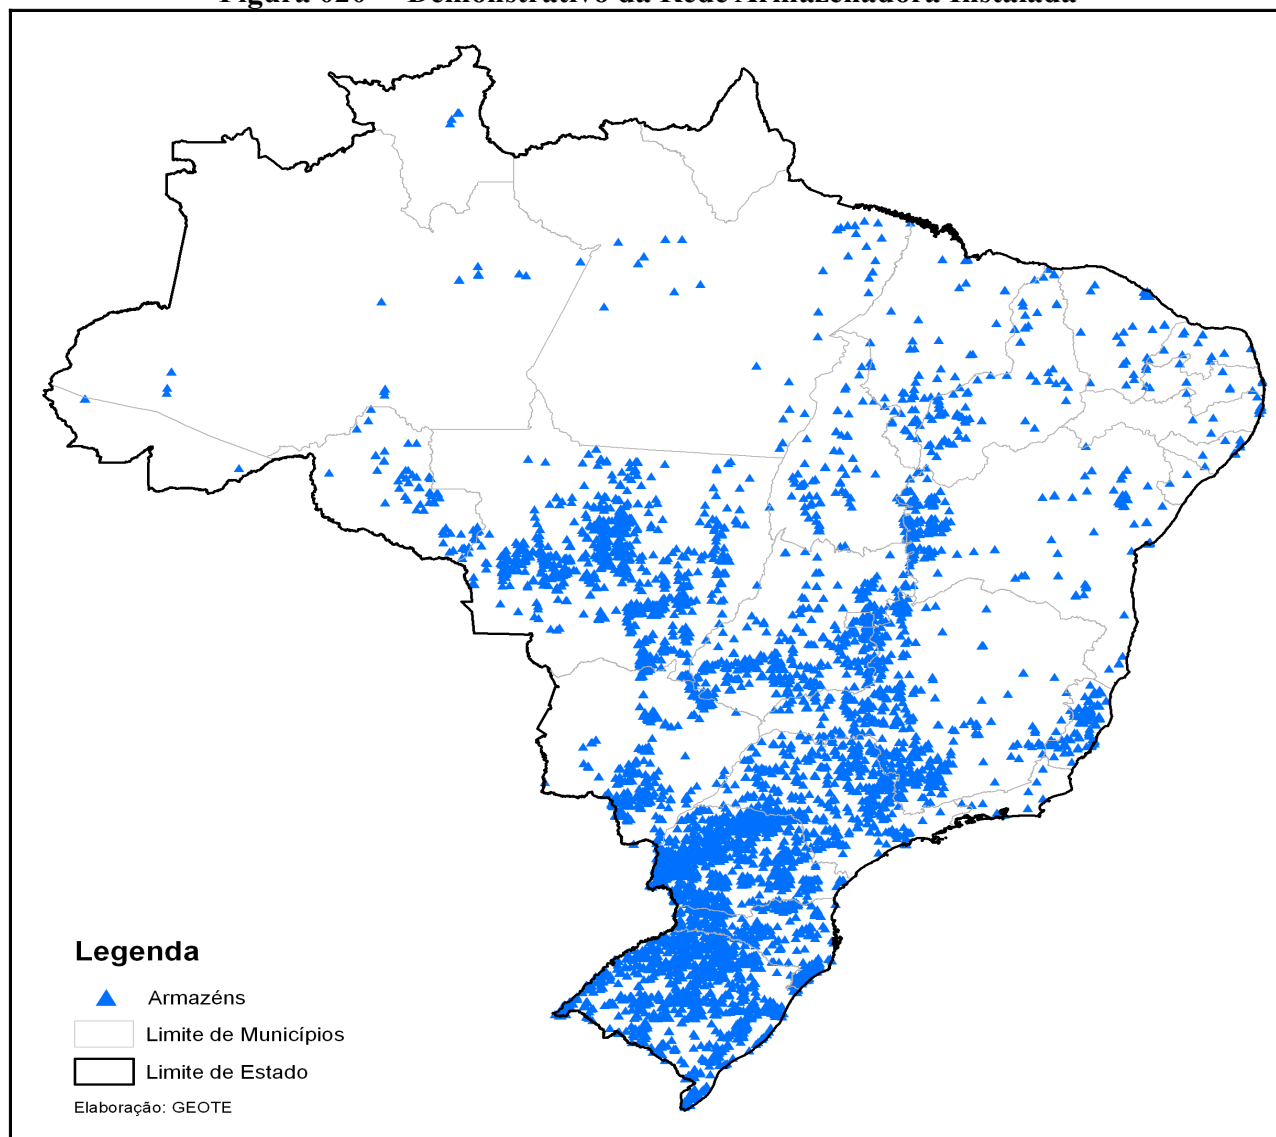 Demonstrativo da Rede Armazenadora Instalada
Legenda
Armazéns
Limite de Municípios
Limite de Estado
Elaboração: GEOTE